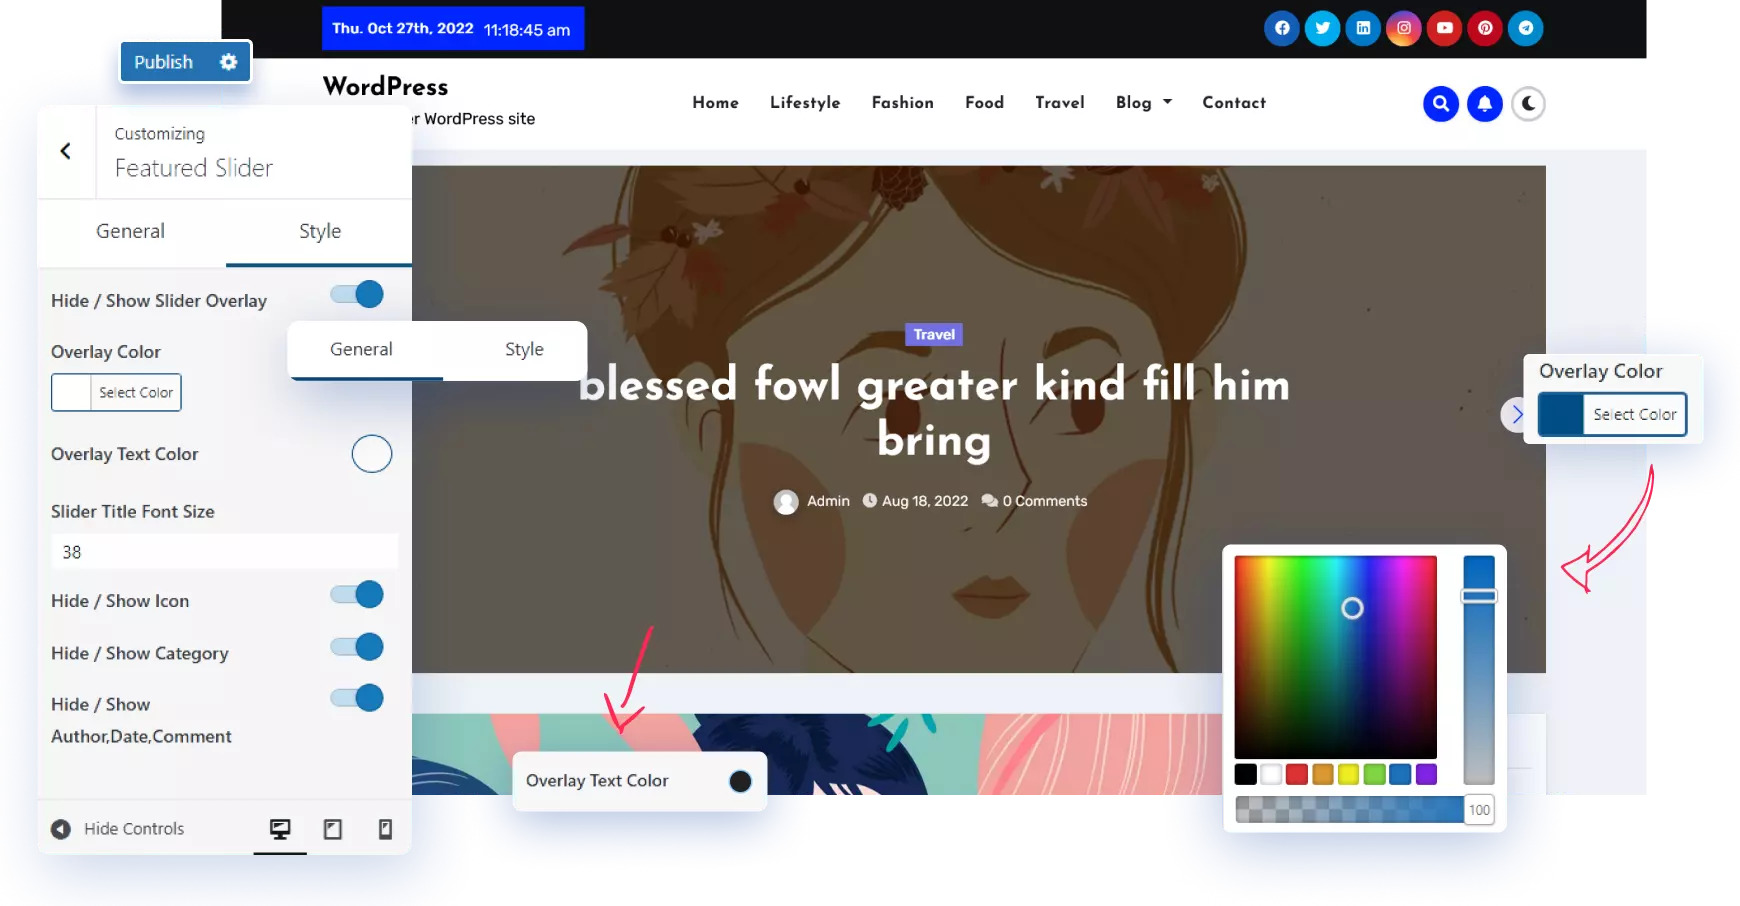 Thu. Oct 27th, 2022 11:18:45 am
Publish
WordPress
r WordPress site
Home Lifestyle Fashion Food Travel Blog Contact
Customizing
Featured Slider
General Style
Hide / Show Slider Overlay
General Style
Overlay Color
Select Color
Overlay Text Color
Slider Title Font Size
38
Hide / Show Icon
Hide / Show Category
Hide / Show
Author,Date,Comment
Hide Controls
Travel
blessed fowl greater kind fill him
bring
Admin Aug 18, 2022 0 Comments
Overlay Color
Select Color
Overlay Text Color
100